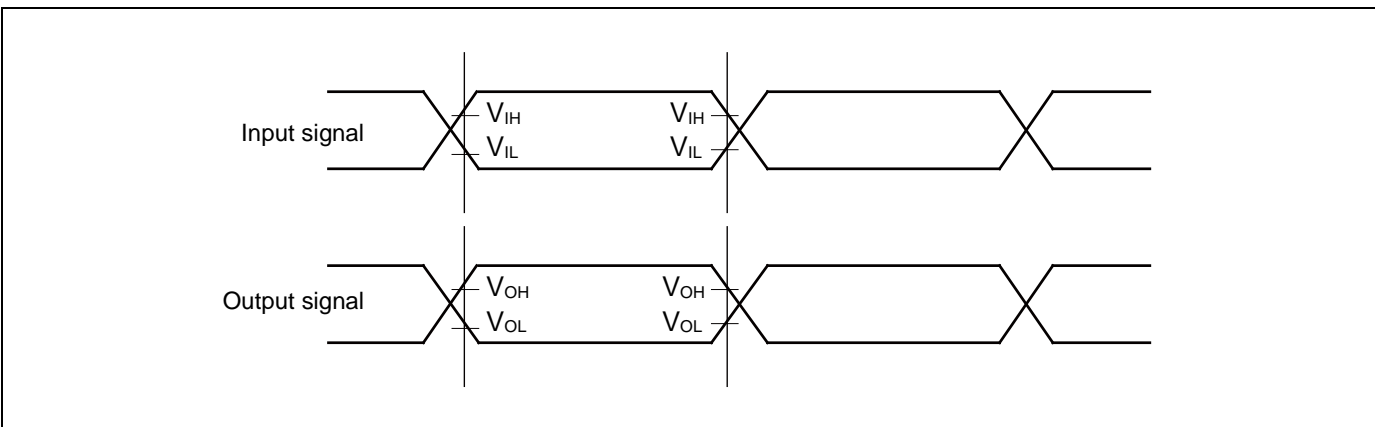 V_IH V_IH
Input signal
V_IL V_IL
V_OH V_OH
Output signal
V_OL V_OL